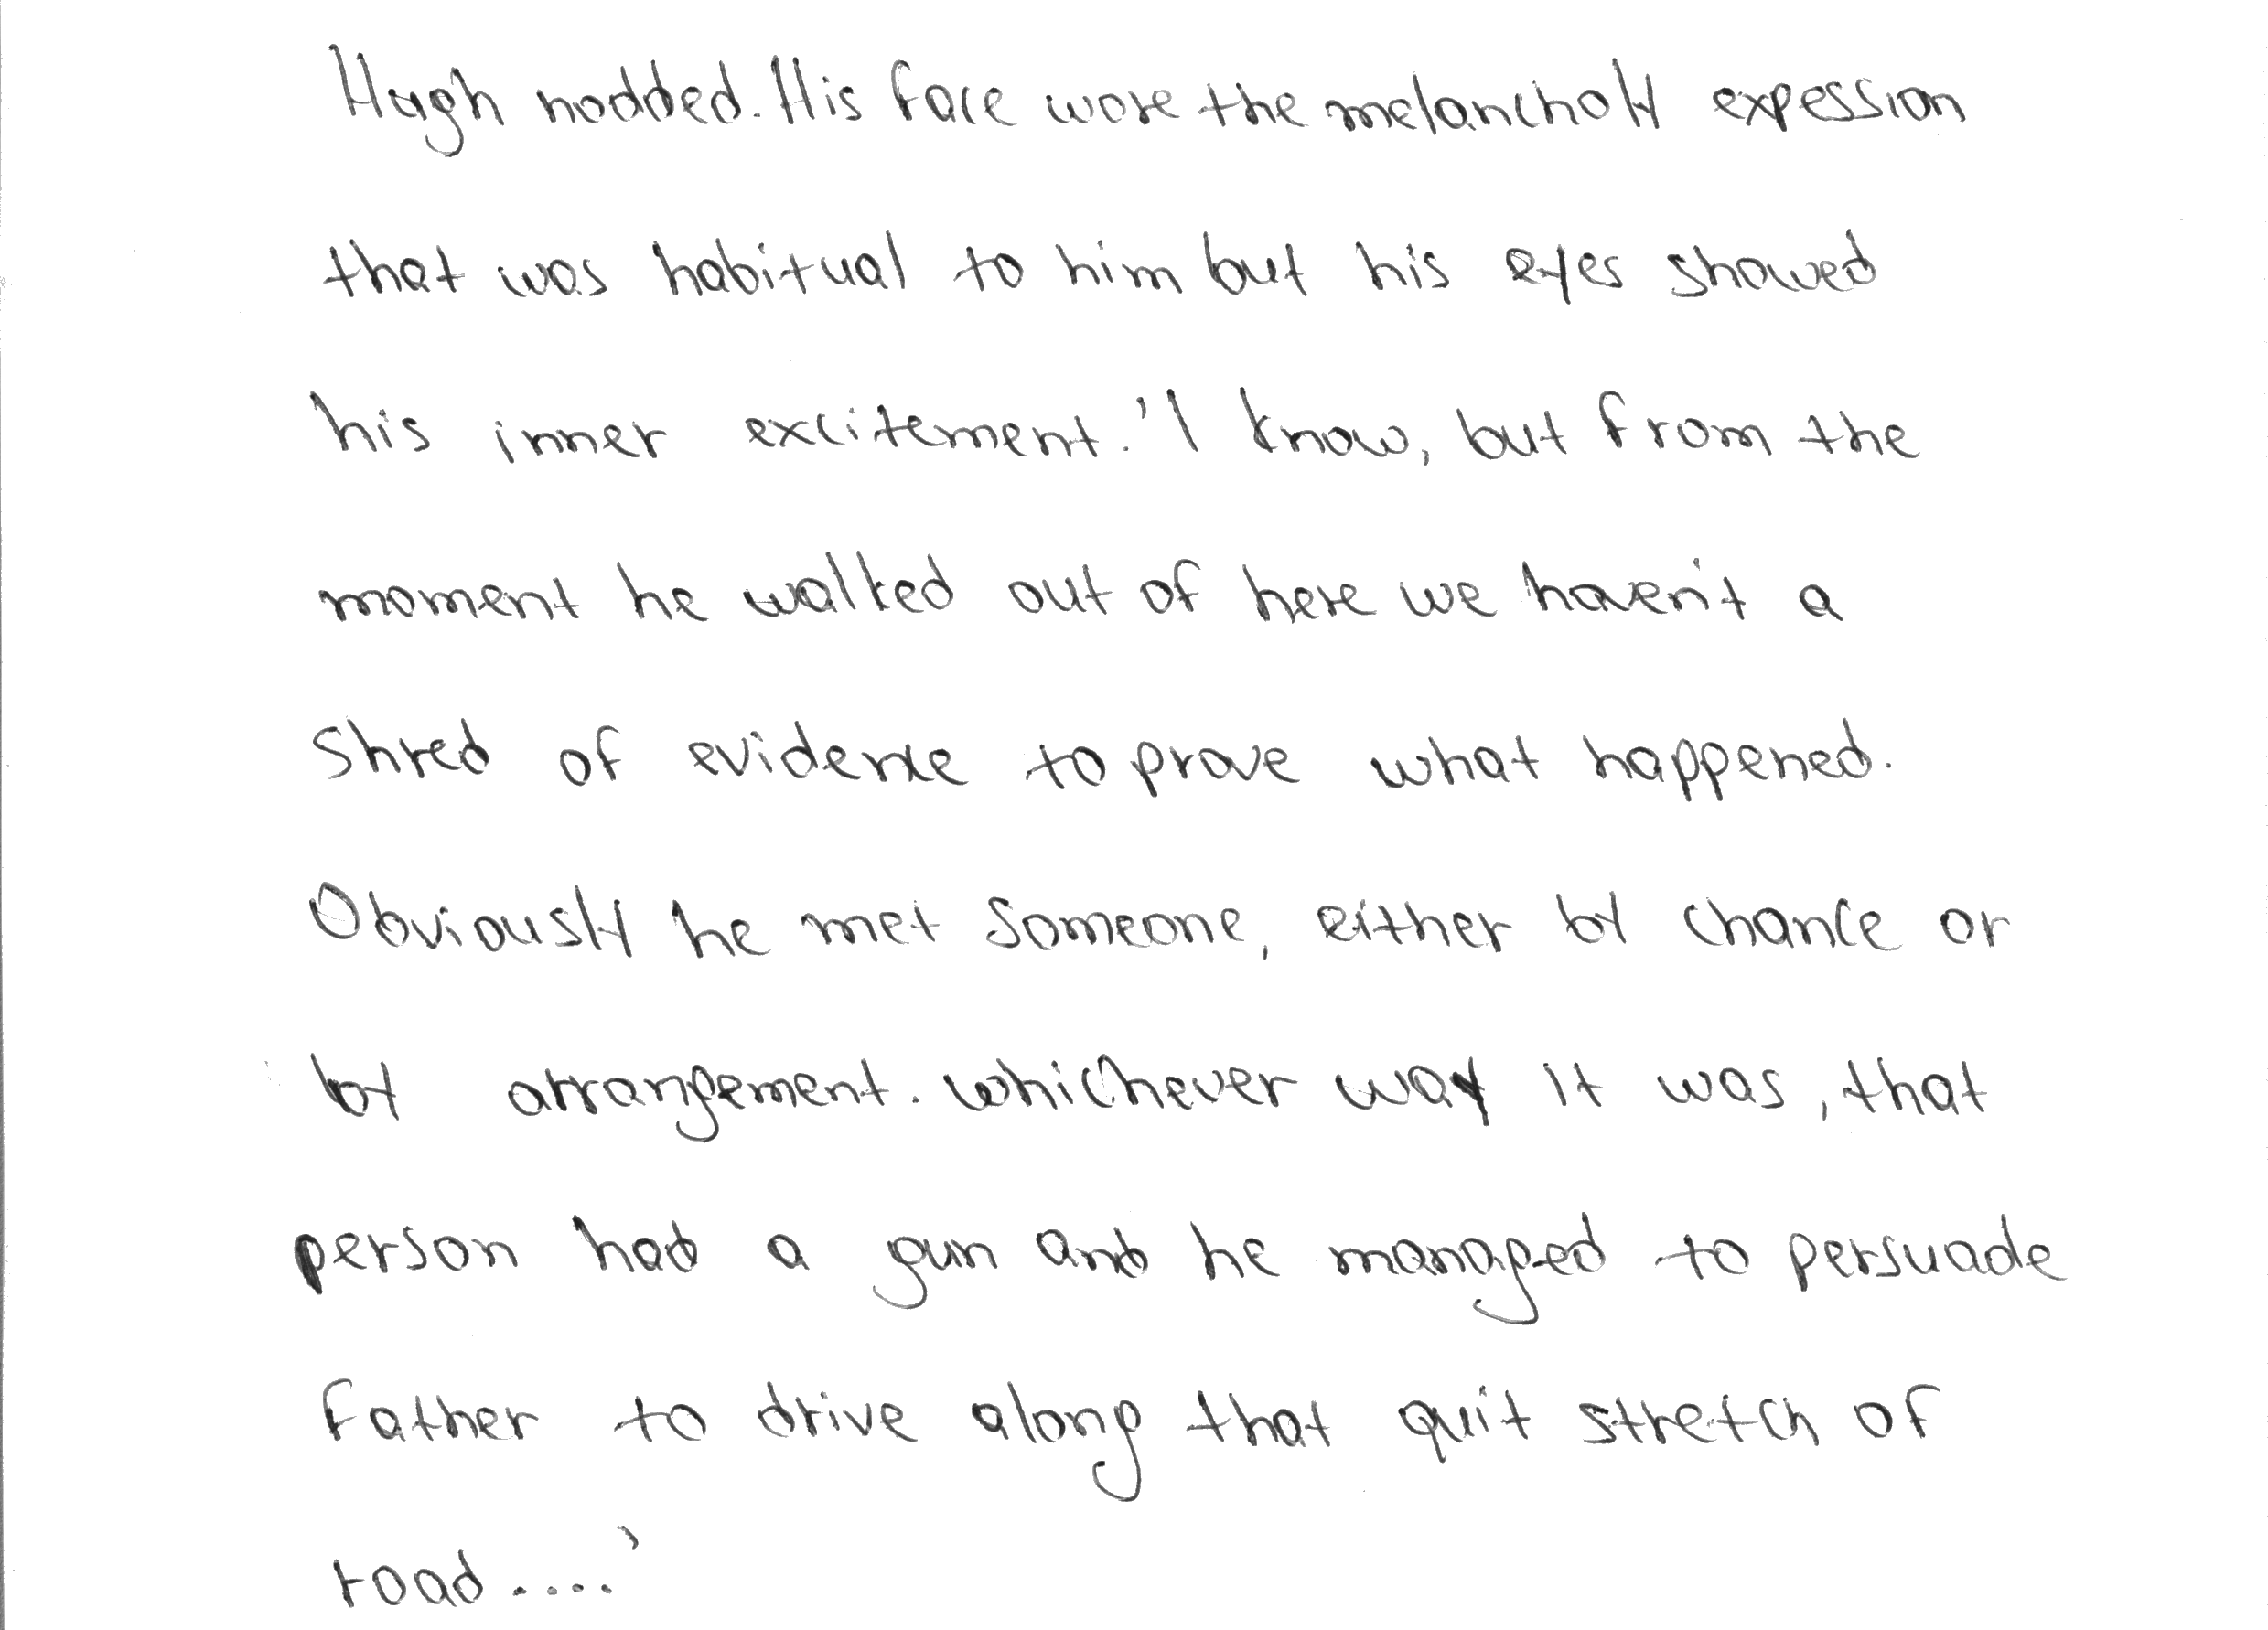 Hugh nodded. His face wore the melancholy expession
that was habitual to him but his eyes showed
his inner excitement. 'I know, but from the
moment he walked out of here we haven't a
shred of evidence to prove what happened.
Obviously he met someone, either by chance or
by arrangement. whichever way it was, that
person had a gun and he managed to persuade
Father to drive along that quit stretch of
road ....'